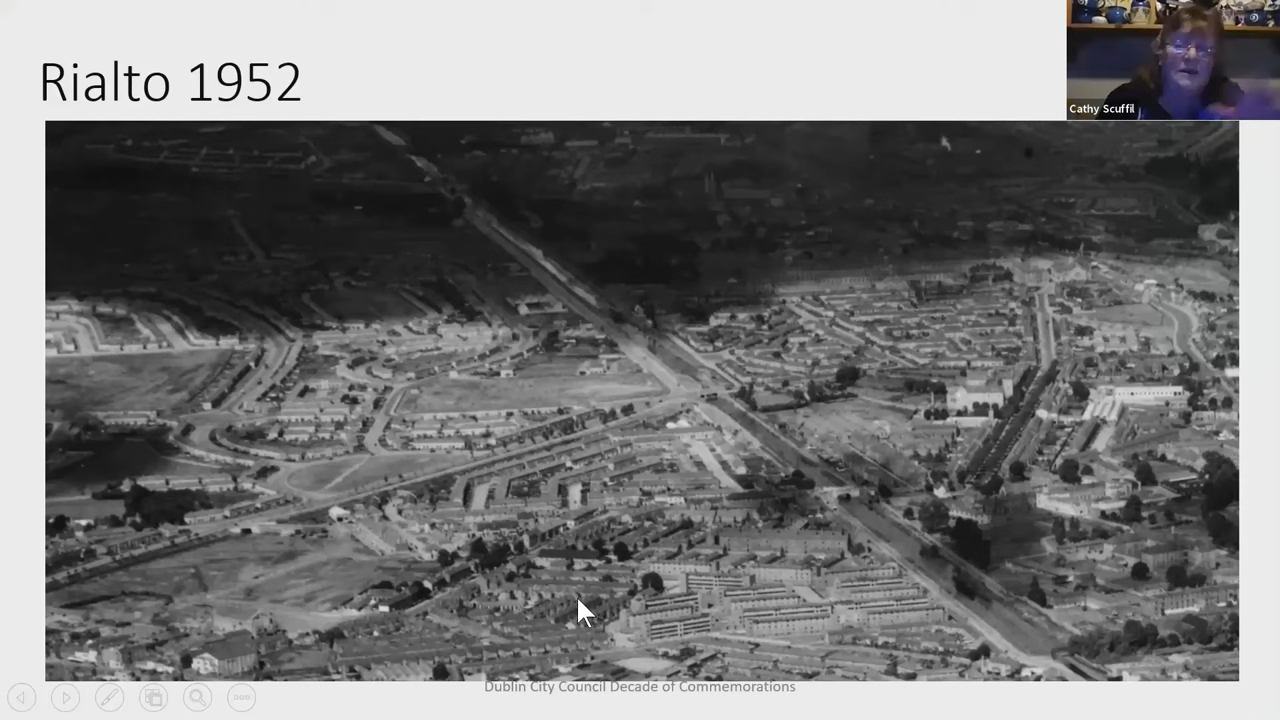 Rialto 1952
Cathy Scuffil
Dublin City Council Decade of Commemorations